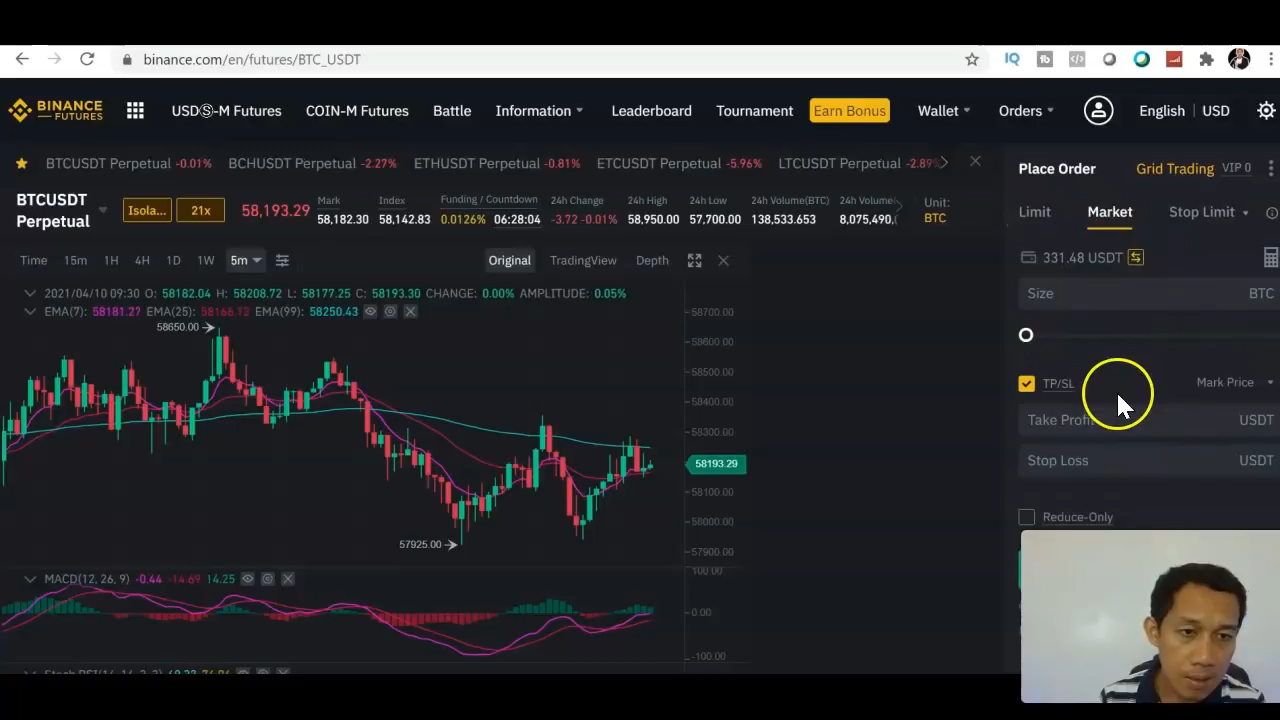 binance.com/en/futures/BTC_USDT
BINANCE FUTURES USDⓈ-M Futures COIN-M Futures Battle Information Leaderboard Tournament Earn Bonus Wallet Orders English USD
BTCUSDT Perpetual -0.01% BCHUSDT Perpetual -2.27% ETHUSDT Perpetual -0.81% ETCUSDT Perpetual -5.96% LTCUSDT Perpetual -2.89%
Place Order Grid Trading VIP 0
BTCUSDT Perpetual Isola... 21x 58,193.29
Mark Index Funding / Countdown 24h Change 24h High 24h Low 24h Volume(BTC) 24h Volume Unit:
58,182.30 58,142.83 0.0126% 06:28:04 -3.72 -0.01% 58,950.00 57,700.00 138,533.653 8,075,490, BTC
Limit Market Stop Limit
Time 15m 1H 4H 1D 1W 5m Original TradingView Depth
331.48 USDT
2021/04/10 09:30 O: 58182.04 H: 58208.72 L: 58177.25 C: 58193.30 CHANGE: 0.00% AMPLITUDE: 0.05%
Size BTC
EMA(7): 58181.27 EMA(25): 58166.12 EMA(99): 58250.43
58650.00
58700.00
58600.00
58500.00
58400.00
58300.00
58193.29
58100.00
58000.00
57900.00
57925.00
TP/SL Mark Price
Take Profit USDT
Stop Loss USDT
Reduce-Only
MACD(12, 26, 9) -0.44 -14.69 14.25
100.00
0.00
-100.00